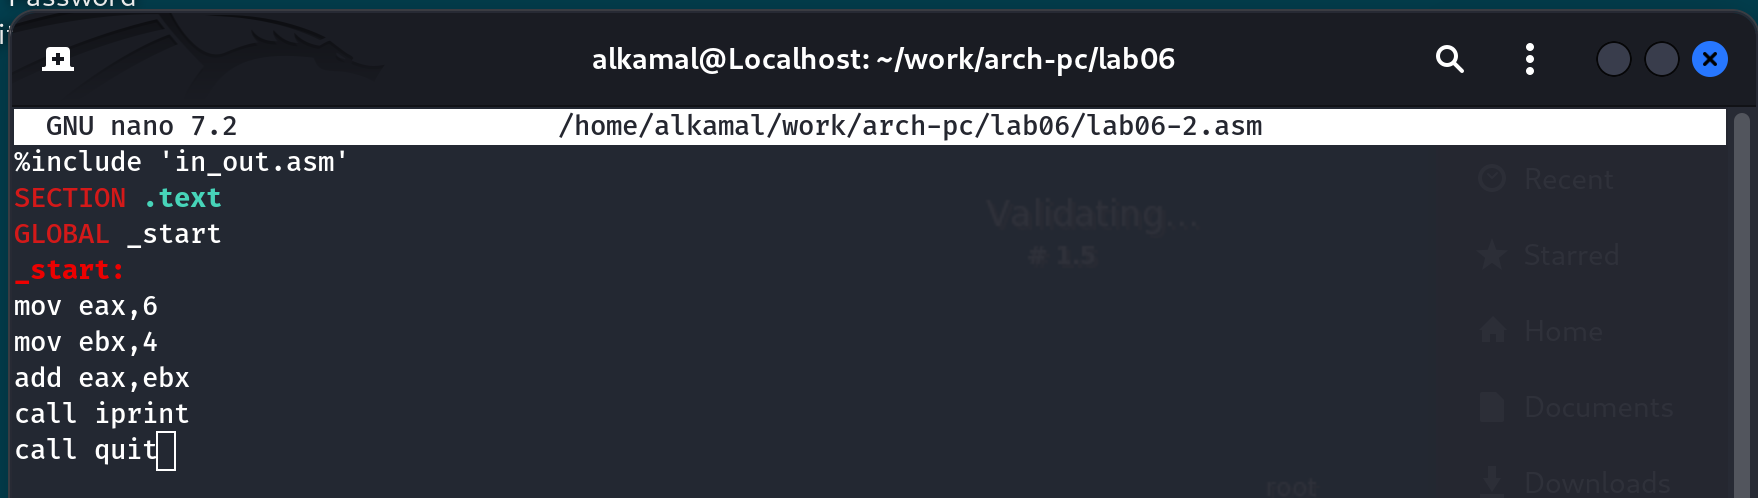 Password
alkamal@Localhost: ~/work/arch-pc/lab06
GNU nano 7.2 /home/alkamal/work/arch-pc/lab06/lab06-2.asm
%include 'in_out.asm'
SECTION .text
GLOBAL _start
_start:
mov eax,6
mov ebx,4
add eax,ebx
call iprint
call quit
Validating...
# 1.5
Recent
Starred
Home
Documents
Downloads
root